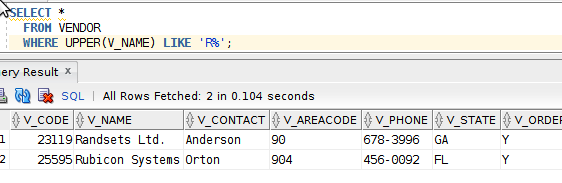 SELECT *
FROM VENDOR
WHERE UPPER(V_NAME) LIKE 'R%';
ery Result x
SQL | All Rows Fetched: 2 in 0.104 seconds
V_CODE V_NAME V_CONTACT V_AREACODE V_PHONE V_STATE V_ORDE
1 23119 Randsets Ltd. Anderson 90 678-3996 GA Y
2 25595 Rubicon Systems Orton 904 456-0092 FL Y